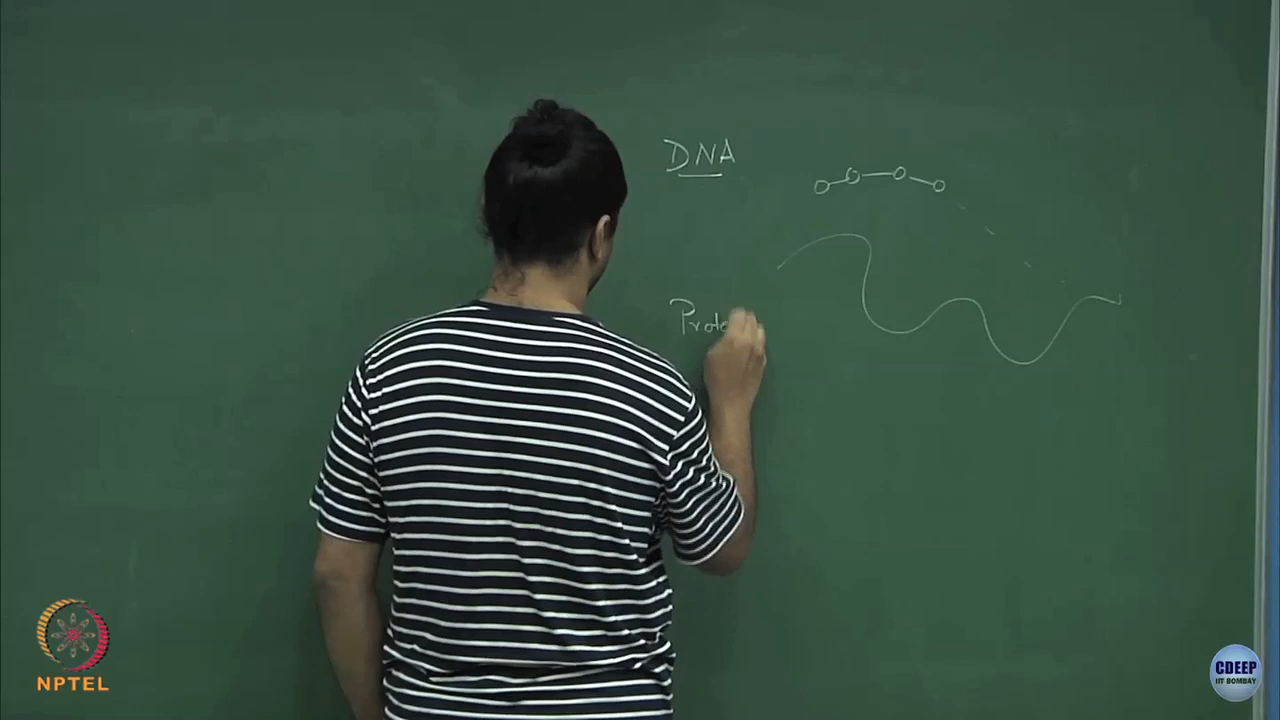 DNA
Prote
NPTEL
CDEEP
IIT BOMBAY